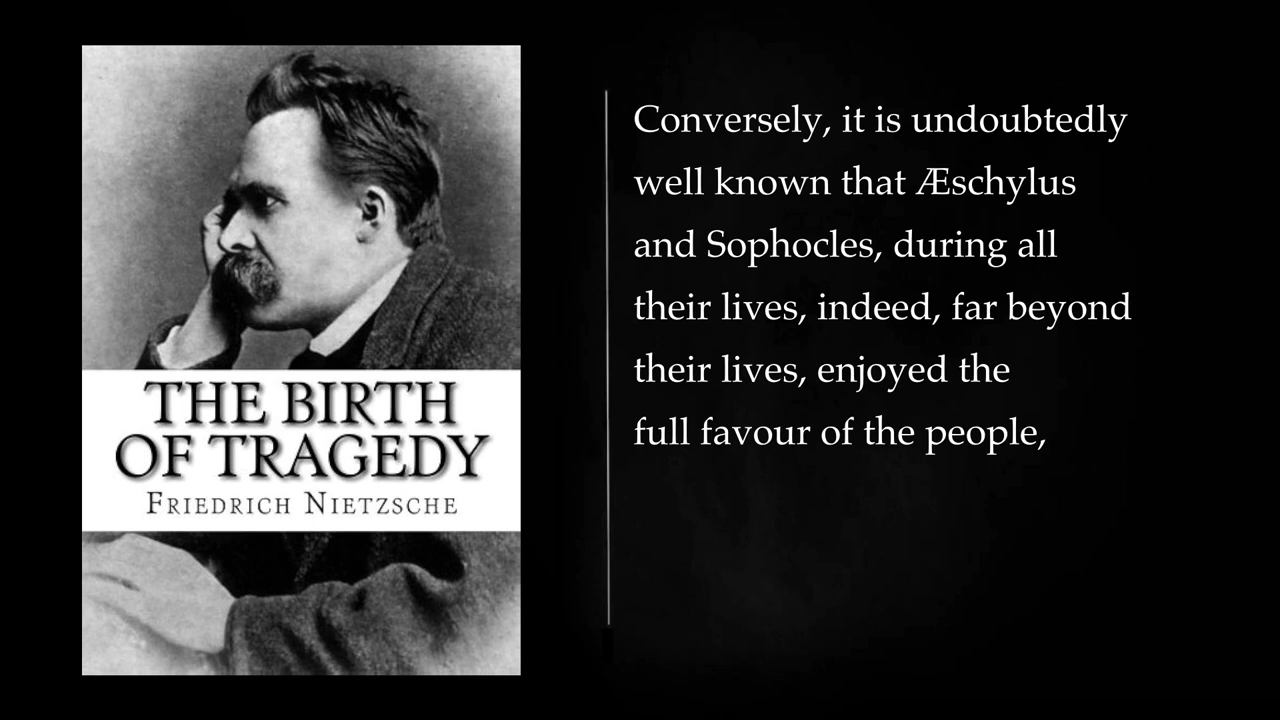 THE BIRTH
OF TRAGEDY
FRIEDRICH NIETZSCHE
Conversely, it is undoubtedly
well known that Æschylus
and Sophocles, during all
their lives, indeed, far beyond
their lives, enjoyed the
full favour of the people,